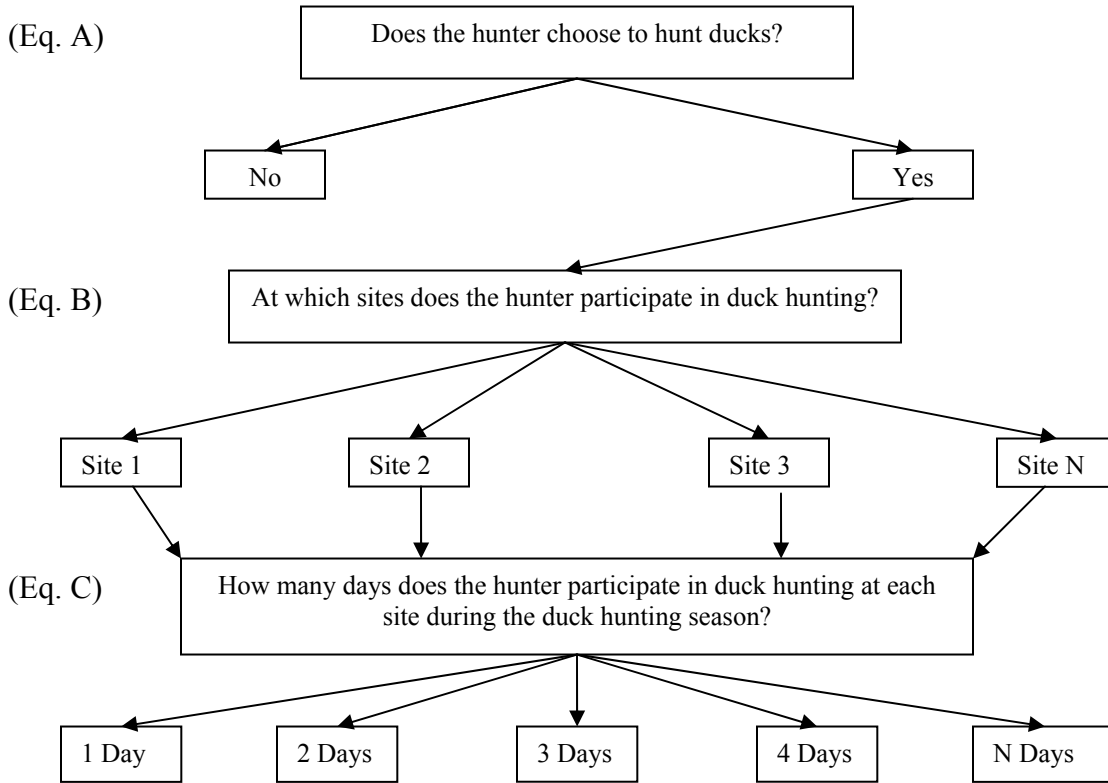 (Eq. A)
Does the hunter choose to hunt ducks?
No
Yes
(Eq. B)
At which sites does the hunter participate in duck hunting?
Site 1
Site 2
Site 3
Site N
(Eq. C)
How many days does the hunter participate in duck hunting at each
site during the duck hunting season?
1 Day
2 Days
3 Days
4 Days
N Days